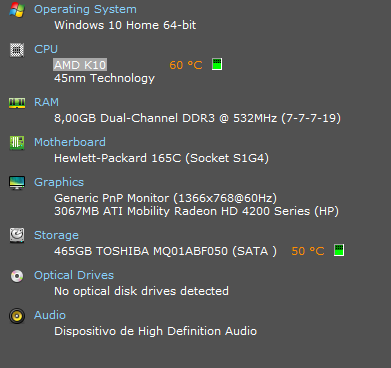 Operating System
Windows 10 Home 64-bit
CPU
AMD K10 60 °C
45nm Technology
RAM
8,00GB Dual-Channel DDR3 @ 532MHz (7-7-7-19)
Motherboard
Hewlett-Packard 165C (Socket S1G4)
Graphics
Generic PnP Monitor (1366x768@60Hz)
3067MB ATI Mobility Radeon HD 4200 Series (HP)
Storage
465GB TOSHIBA MQ01ABF050 (SATA ) 50 °C
Optical Drives
No optical disk drives detected
Audio
Dispositivo de High Definition Audio